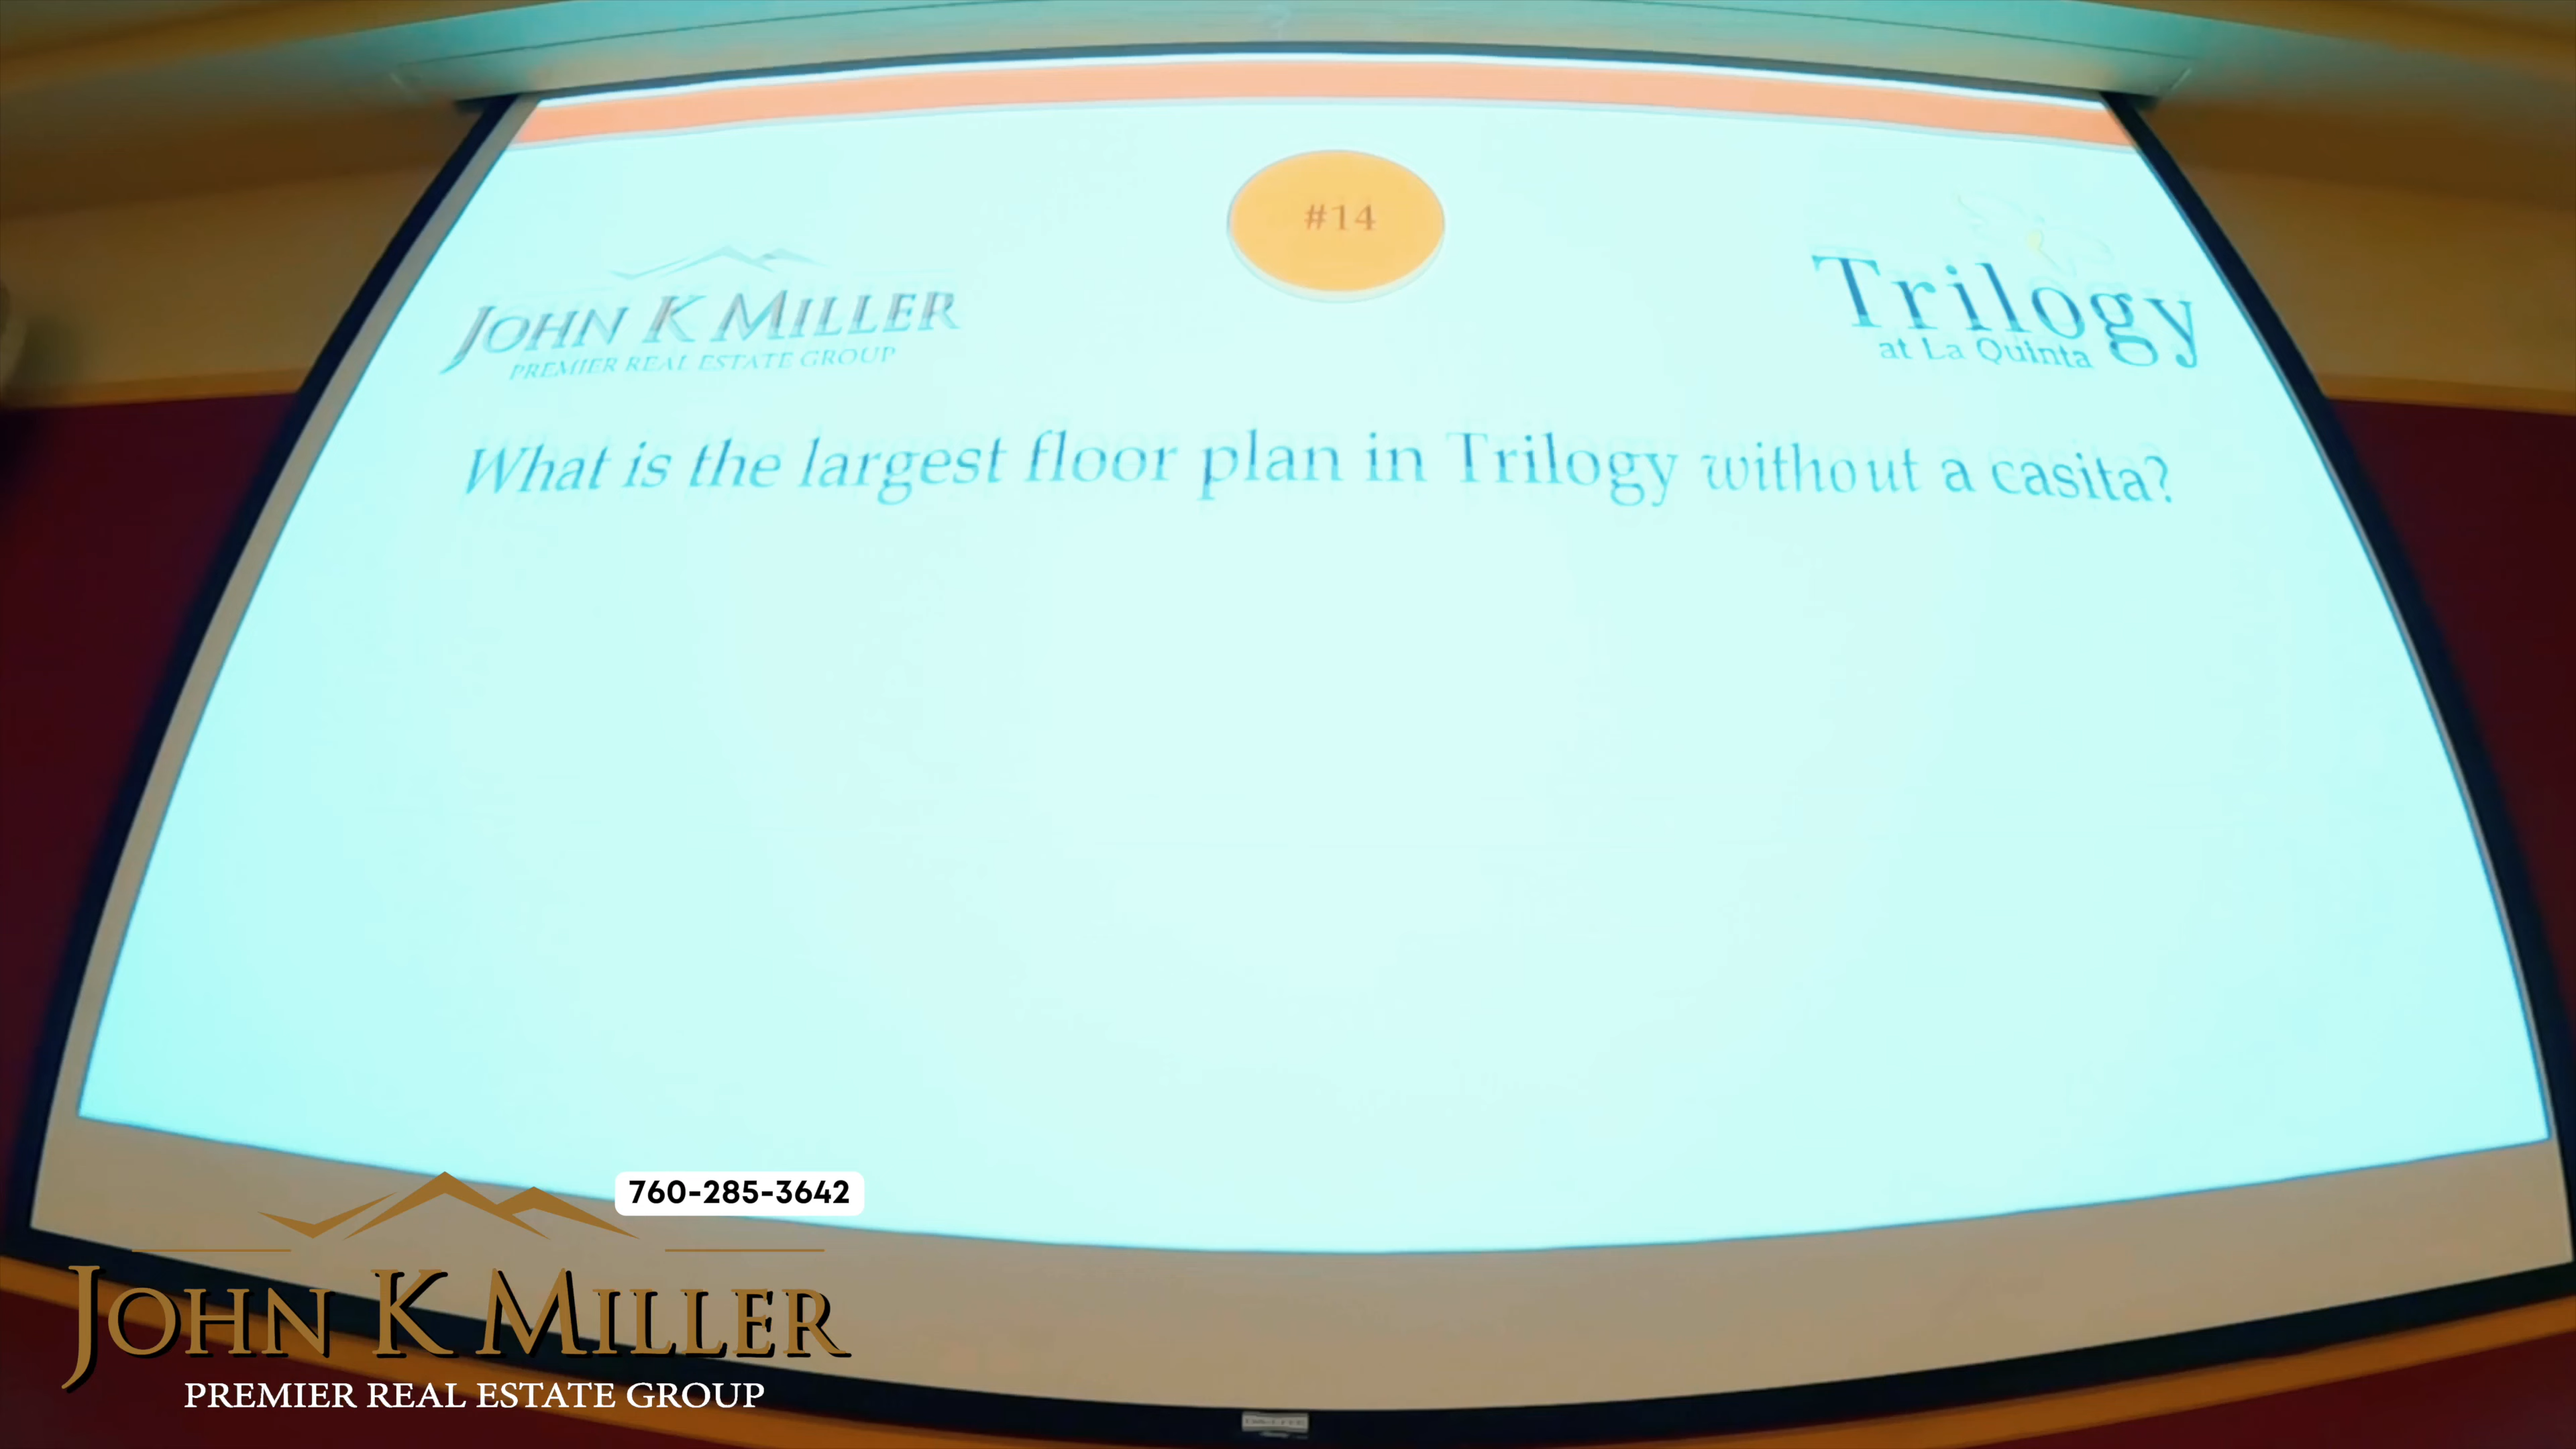 #14
JOHN K MILLER
PREMIER REAL ESTATE GROUP
Trilogy
at La Quinta
What is the largest floor plan in Trilogy without a casita?
760-285-3642
JOHN K MILLER
PREMIER REAL ESTATE GROUP